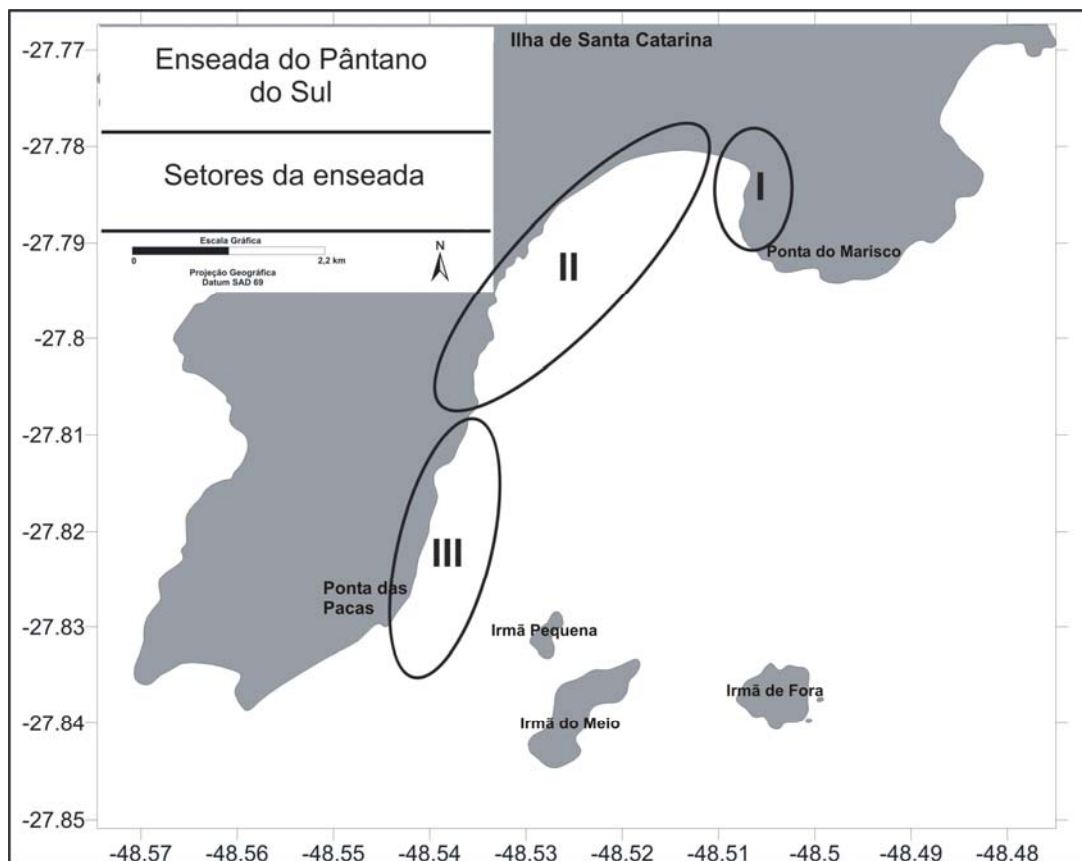 Enseada do Pântano
do Sul
Setores da enseada
Escala Gráfica
0
2,2 km
Projeção Geográfica
Datum SAD 69
N
Ilha de Santa Catarina
I
Ponta do Marisco
II
III
Ponta das
Pacas
Irmã Pequena
Irmã do Meio
Irmã de Fora
-27.77
-27.78
-27.79
-27.8
-27.81
-27.82
-27.83
-27.84
-27.85
-48.57
-48.56
-48.55
-48.54
-48.53
-48.52
-48.51
-48.5
-48.49
-48.48